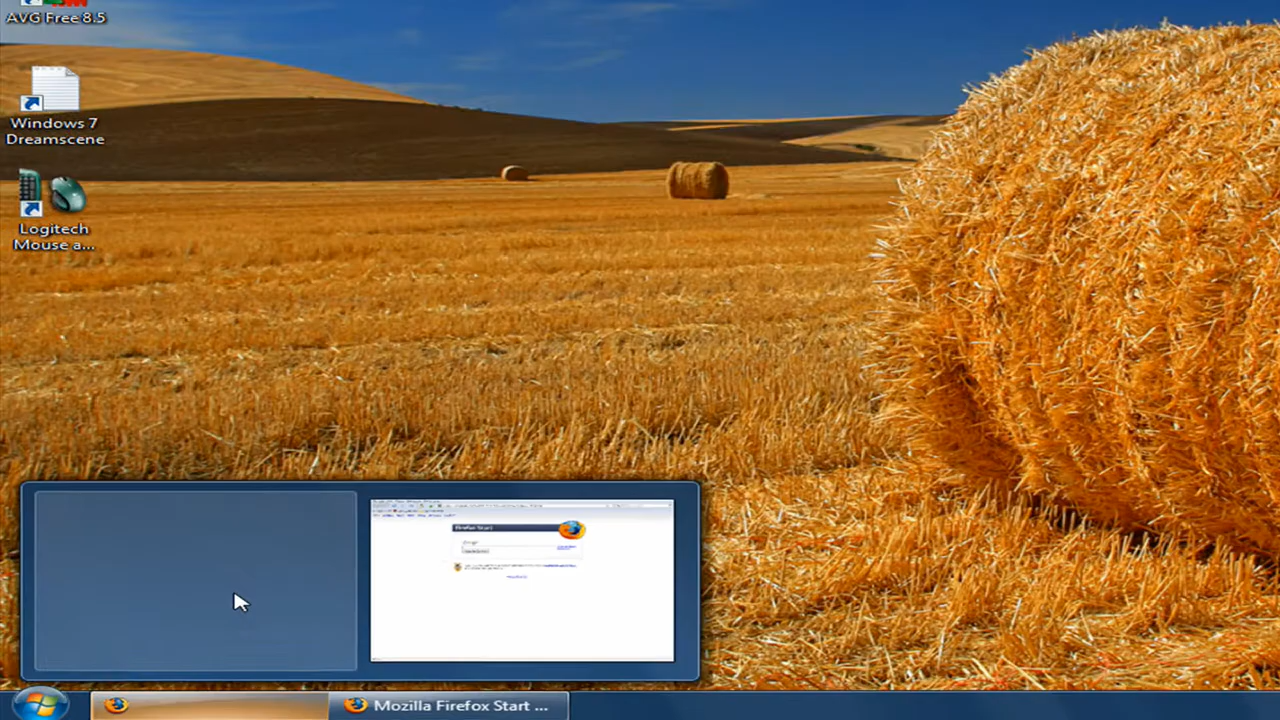 AVG Free 8.5
Windows 7
Dreamscene
Logitech
Mouse a...
Firefox Start
Mozilla Firefox Start ...